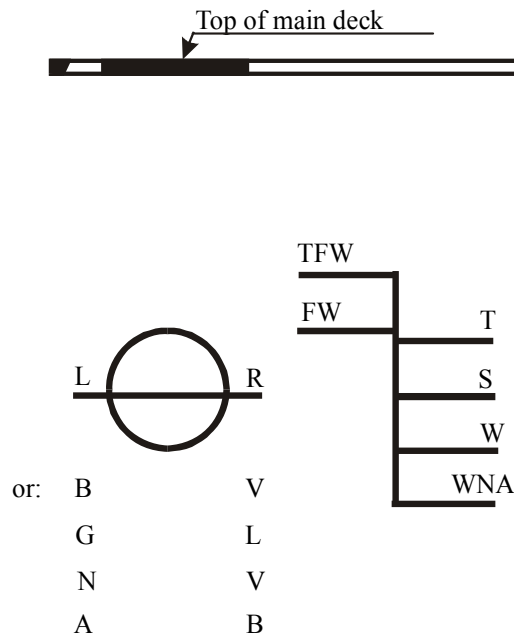 Top of main deck
TFW
FW
T
L R
S
W
or: B V
WNA
G L
N V
A B